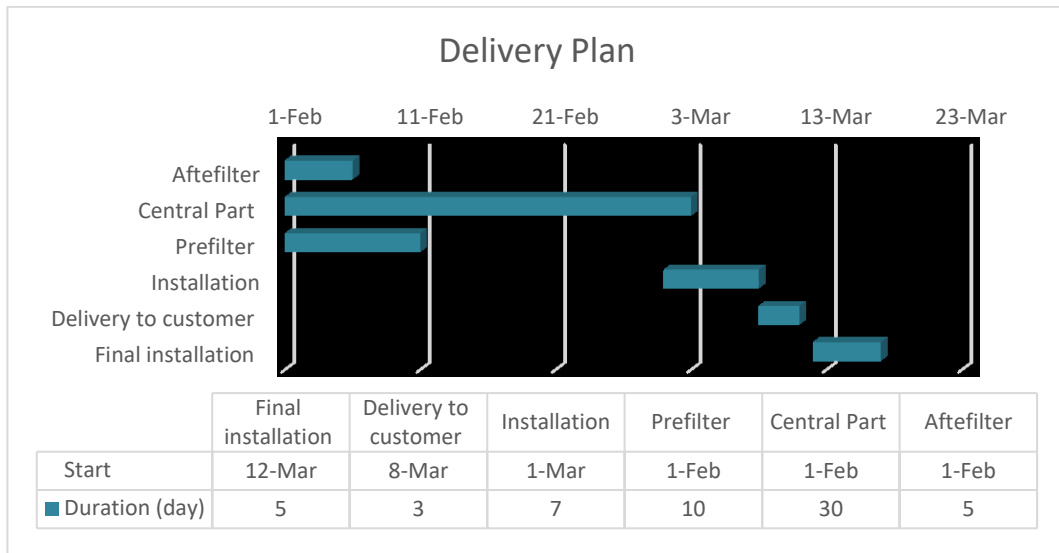 Delivery Plan
1-Feb 11-Feb 21-Feb 3-Mar 13-Mar 23-Mar
Aftefilter
Central Part
Prefilter
Installation
Delivery to customer
Final installation
Final installation Delivery to customer Installation Prefilter Central Part Aftefilter
Start 12-Mar 8-Mar 1-Mar 1-Feb 1-Feb 1-Feb
Duration (day) 5 3 7 10 30 5